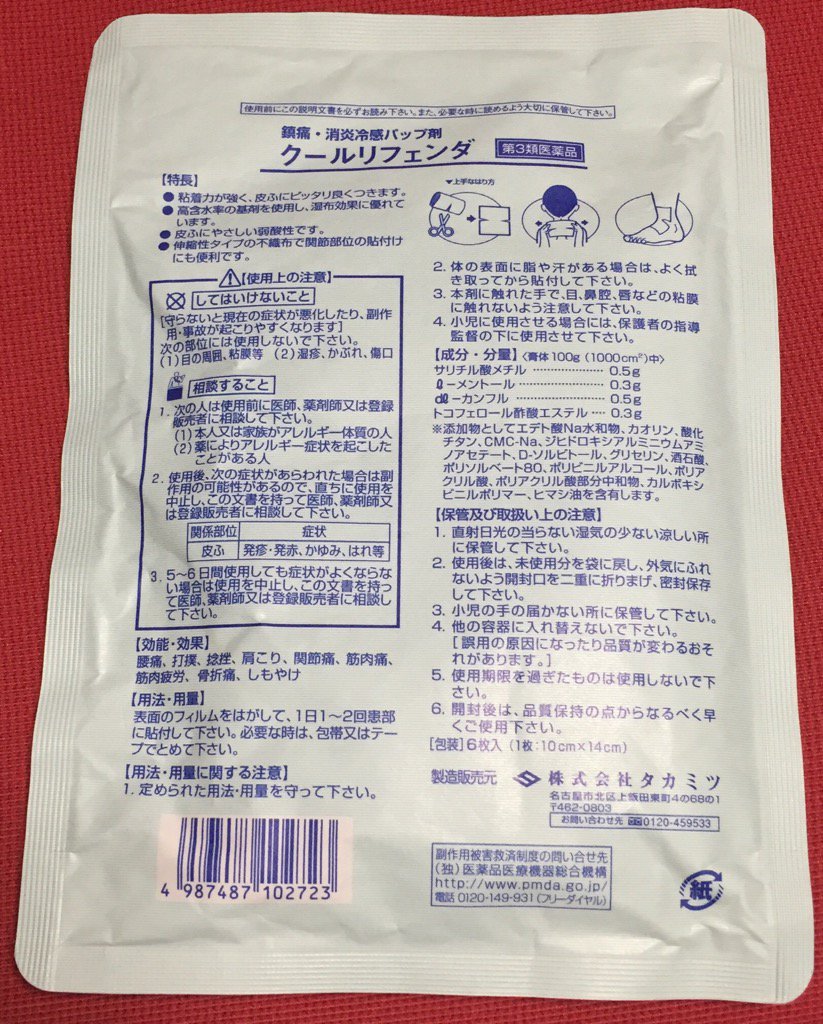 使用前にこの説明文書を必ずお読み下さい。また、必要な時に読めるよう大切に保管して下さい。
鎮痛・消炎冷感パップ剤
クールリフェンダ
第3類医薬品
【特長】
●粘着力が強く、皮ふにピッタリ良くつきます。
●高含水率の基剤を使用し、湿布効果に優れて
います。
●皮ふにやさしい弱酸性です。
●伸縮性タイプの不織布で関節部位の貼付け
にも便利です。
【使用上の注意】
してはいけないこと
[守らないと現在の症状が悪化したり、副作
用・事故が起こりやすくなります]
次の部位には使用しないで下さい。
(1)目の周囲、粘膜等 (2)湿疹、かぶれ、傷口
相談すること
1. 次の人は使用前に医師、薬剤師又は登録
販売者に相談して下さい。
(1)本人又は家族がアレルギー体質の人
(2)薬によりアレルギー症状を起こした
ことがある人
2. 使用後、次の症状があらわれた場合は副
作用の可能性があるので、直ちに使用を
中止し、この文書を持って医師、薬剤師又
は登録販売者に相談して下さい。
関係部位 症状
皮ふ 発疹・発赤、かゆみ、はれ等
3. 5～6日間使用しても症状がよくならな
い場合は使用を中止し、この文書を持っ
て医師、薬剤師又は登録販売者に相談し
て下さい。
【効能・効果】
腰痛、打撲、捻挫、肩こり、関節痛、筋肉痛、
筋肉疲労、骨折痛、しもやけ
【用法・用量】
表面のフィルムをはがして、1日1～2回患部
に貼付して下さい。必要な時は、包帯又はテー
プでとめて下さい。
【用法・用量に関する注意】
1. 定められた用法・用量を守って下さい。
4 987487 102723
▼上手なはり方
2. 体の表面に脂や汗がある場合は、よく拭
き取ってから貼付して下さい。
3. 本剤に触れた手で、目、鼻腔、唇などの粘膜
に触れないよう注意して下さい。
4. 小児に使用させる場合には、保護者の指導
監督の下に使用させて下さい。
【成分・分量】〈膏体100g(1000cm²)中〉
サリチル酸メチル ………………… 0.5g
ℓ-メントール ………………… 0.3g
dℓ-カンフル ………………… 0.5g
トコフェロール酢酸エステル …… 0.3g
※添加物としてエデト酸Na水和物、カオリン、酸化
チタン、CMC-Na、ジヒドロキシアルミニウムアミ
ノアセテート、D-ソルビトール、グリセリン、酒石酸、
ポリソルベート80、ポリビニルアルコール、ポリア
クリル酸、ポリアクリル酸部分中和物、カルボキシ
ビニルポリマー、ヒマシ油を含有します。
【保管及び取扱い上の注意】
1. 直射日光の当らない湿気の少ない涼しい所
に保管して下さい。
2. 使用後は、未使用分を袋に戻し、外気にふれ
ないよう開封口を二重に折りまげ、密封保存
して下さい。
3. 小児の手の届かない所に保管して下さい。
4. 他の容器に入れ替えないで下さい。
[誤用の原因になったり品質が変わるおそ
れがあります。]
5. 使用期限を過ぎたものは使用しないで下
さい。
6. 開封後は、品質保持の点からなるべく早
くご使用下さい。
[包装]6枚入(1枚:10cm×14cm)
製造販売元 株式会社タカミツ
名古屋市北区上飯田東町4の68の1
〒462-0803
お問い合わせ先 0120-459533
副作用被害救済制度の問い合せ先
(独)医薬品医療機器総合機構
http://www.pmda.go.jp/
電話 0120-149-931(フリーダイヤル)
紙